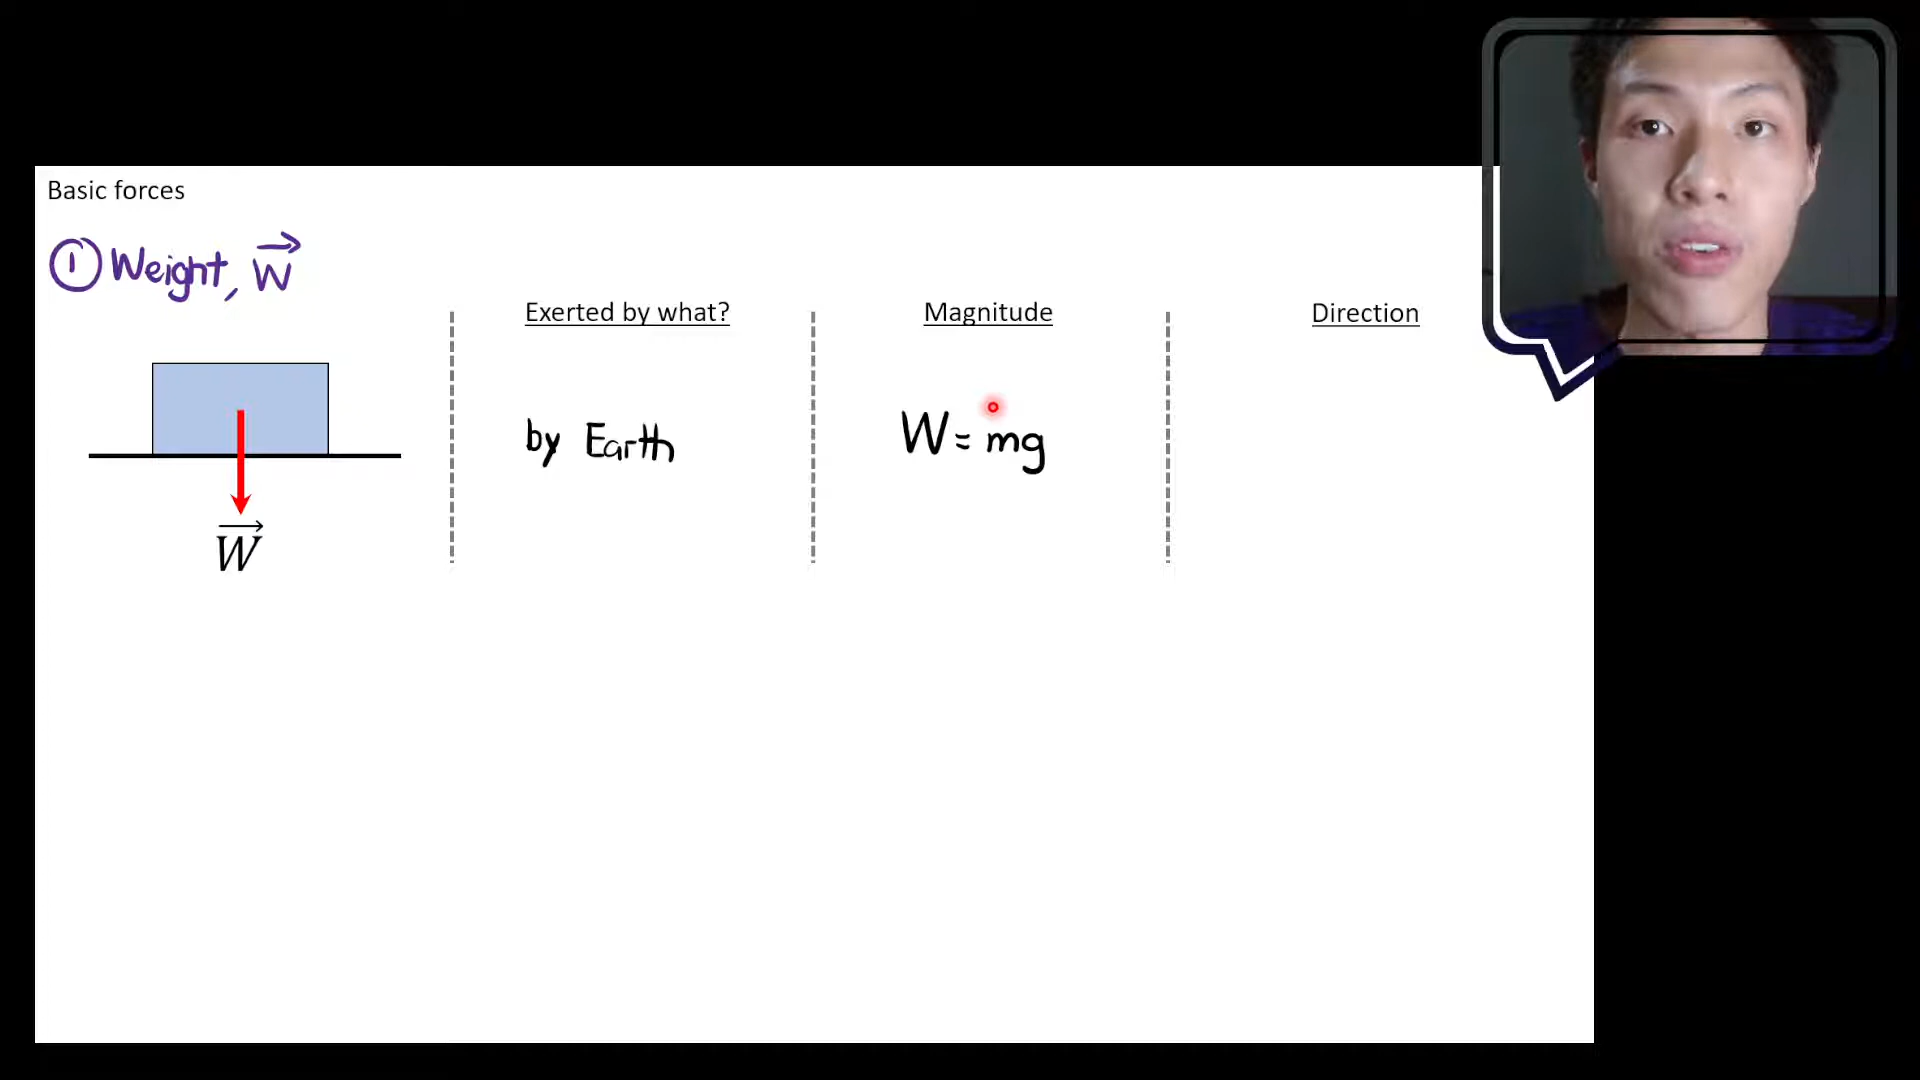 Basic forces
① Weight, W⃗
Exerted by what?
Magnitude
Direction
by Earth
W = mg
W⃗